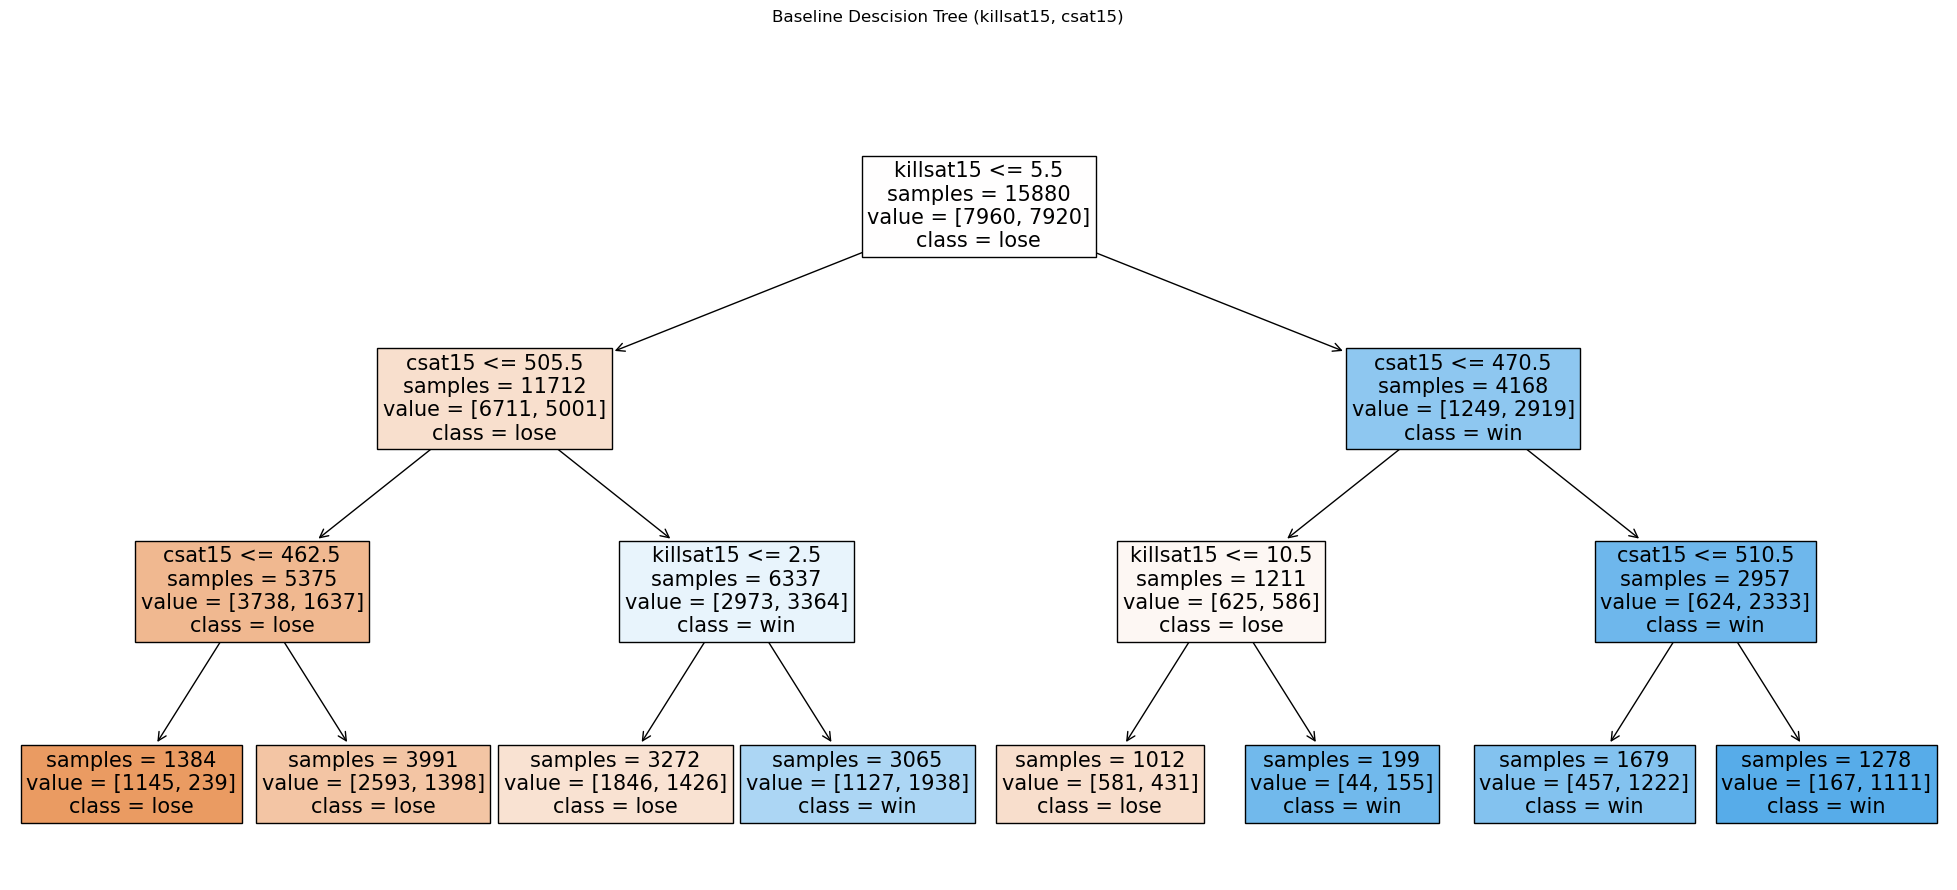 Baseline Descision Tree (killsat15, csat15)
killsat15 <= 5.5
samples = 15880
value = [7960, 7920]
class = lose
csat15 <= 505.5
samples = 11712
value = [6711, 5001]
class = lose
csat15 <= 470.5
samples = 4168
value = [1249, 2919]
class = win
csat15 <= 462.5
samples = 5375
value = [3738, 1637]
class = lose
killsat15 <= 2.5
samples = 6337
value = [2973, 3364]
class = win
killsat15 <= 10.5
samples = 1211
value = [625, 586]
class = lose
csat15 <= 510.5
samples = 2957
value = [624, 2333]
class = win
samples = 1384
value = [1145, 239]
class = lose
samples = 3991
value = [2593, 1398]
class = lose
samples = 3272
value = [1846, 1426]
class = lose
samples = 3065
value = [1127, 1938]
class = win
samples = 1012
value = [581, 431]
class = lose
samples = 199
value = [44, 155]
class = win
samples = 1679
value = [457, 1222]
class = win
samples = 1278
value = [167, 1111]
class = win